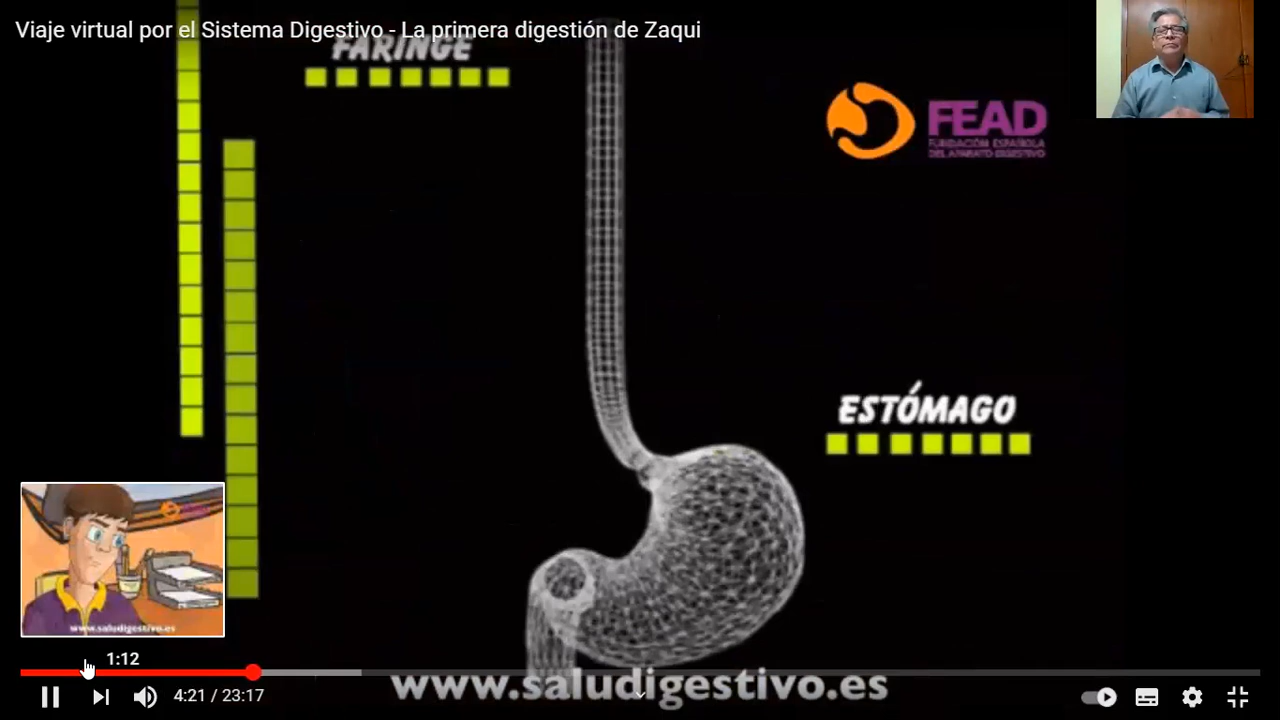 Viaje virtual por el Sistema Digestivo - La primera digestión de Zaqui
FARINGE
FEAD
FUNDACIÓN ESPAÑOLA
DEL APARATO DIGESTIVO
ESTÓMAGO
www.saludigestivo.es
1:12
www.saludigestivo.es
4:21 / 23:17